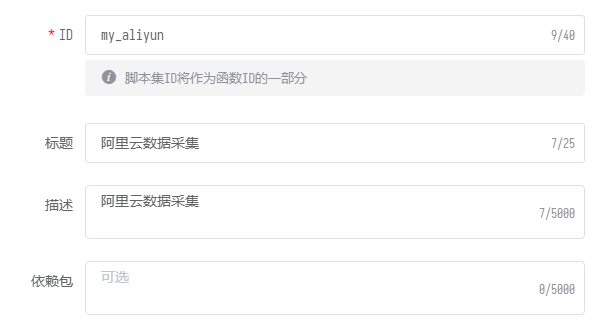 * ID my_aliyun 9/40
脚本集ID将作为函数ID的一部分
标题 阿里云数据采集 7/25
描述 阿里云数据采集 7/5000
依赖包 可选 0/5000